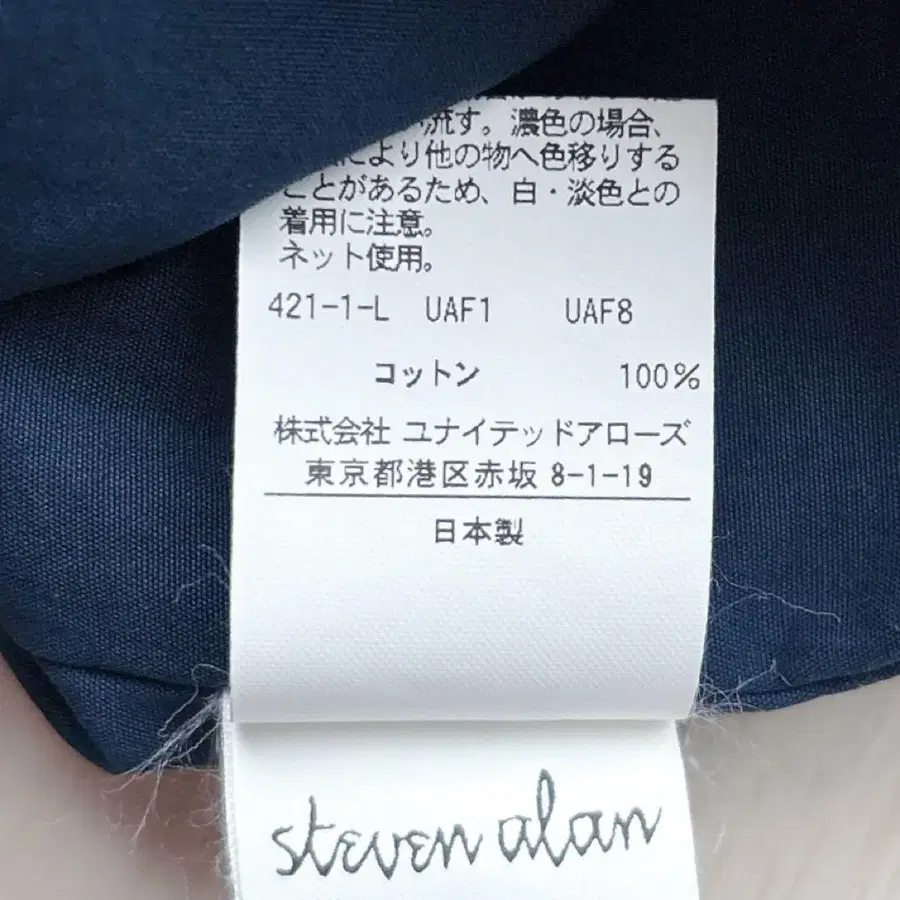 流す。濃色の場合、
により他の物へ色移りする
ことがあるため、白・淡色との
着用に注意。
ネット使用。
421-1-L UAF1 UAF8
コットン 100%
株式会社 ユナイテッドアローズ
東京都港区赤坂 8-1-19
日本製
steven alan